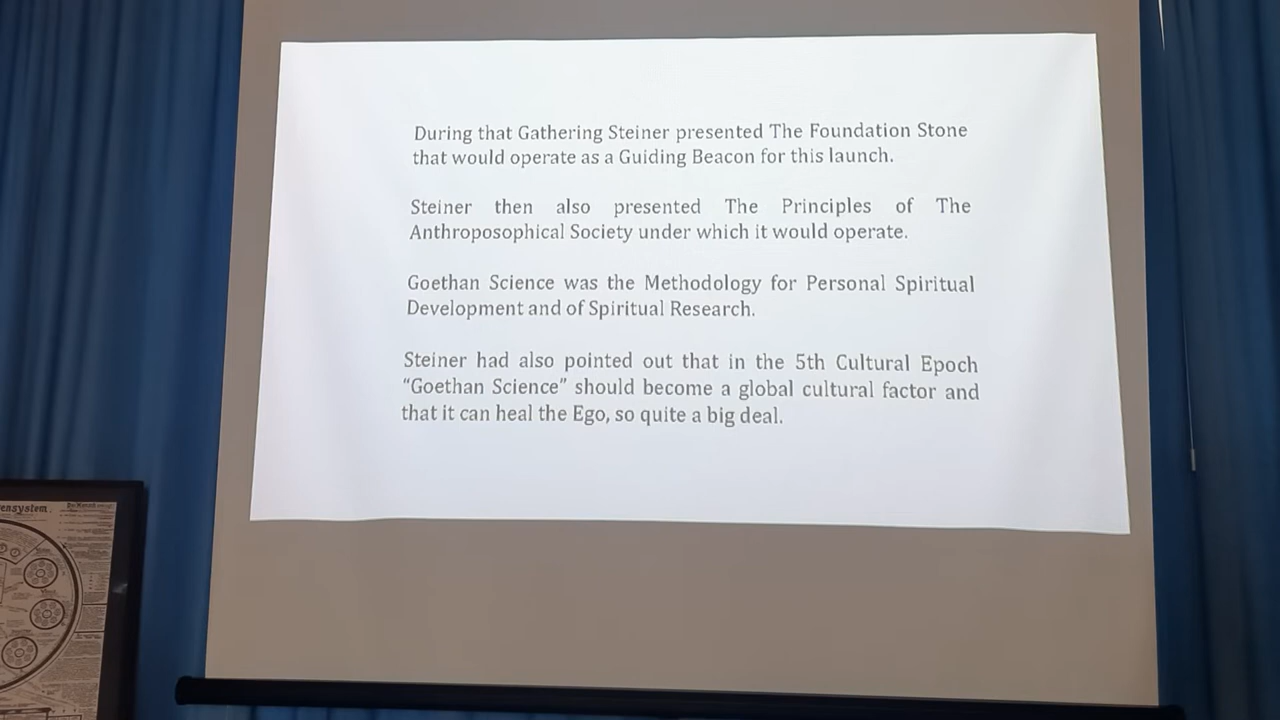 During that Gathering Steiner presented The Foundation Stone
that would operate as a Guiding Beacon for this launch.
Steiner then also presented The Principles of The
Anthroposophical Society under which it would operate.
Goethan Science was the Methodology for Personal Spiritual
Development and of Spiritual Research.
Steiner had also pointed out that in the 5th Cultural Epoch
“Goethan Science” should become a global cultural factor and
that it can heal the Ego, so quite a big deal.
ensystem